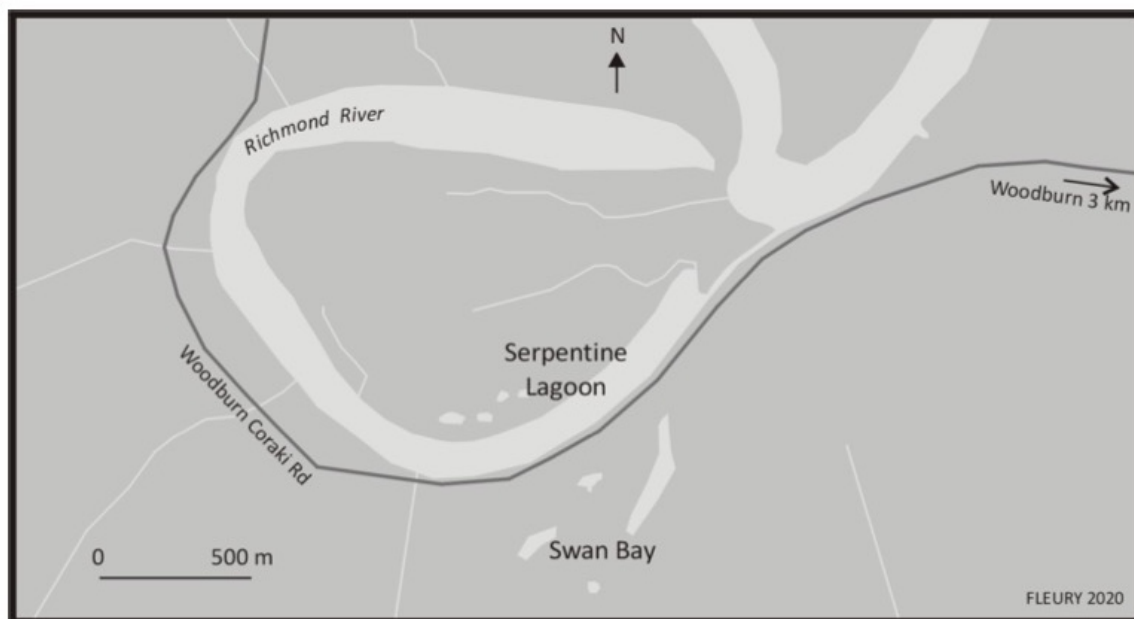 N
Richmond River
Woodburn 3 km
Serpentine
Lagoon
Woodburn Coraki Rd
0 500 m
Swan Bay
FLEURY 2020